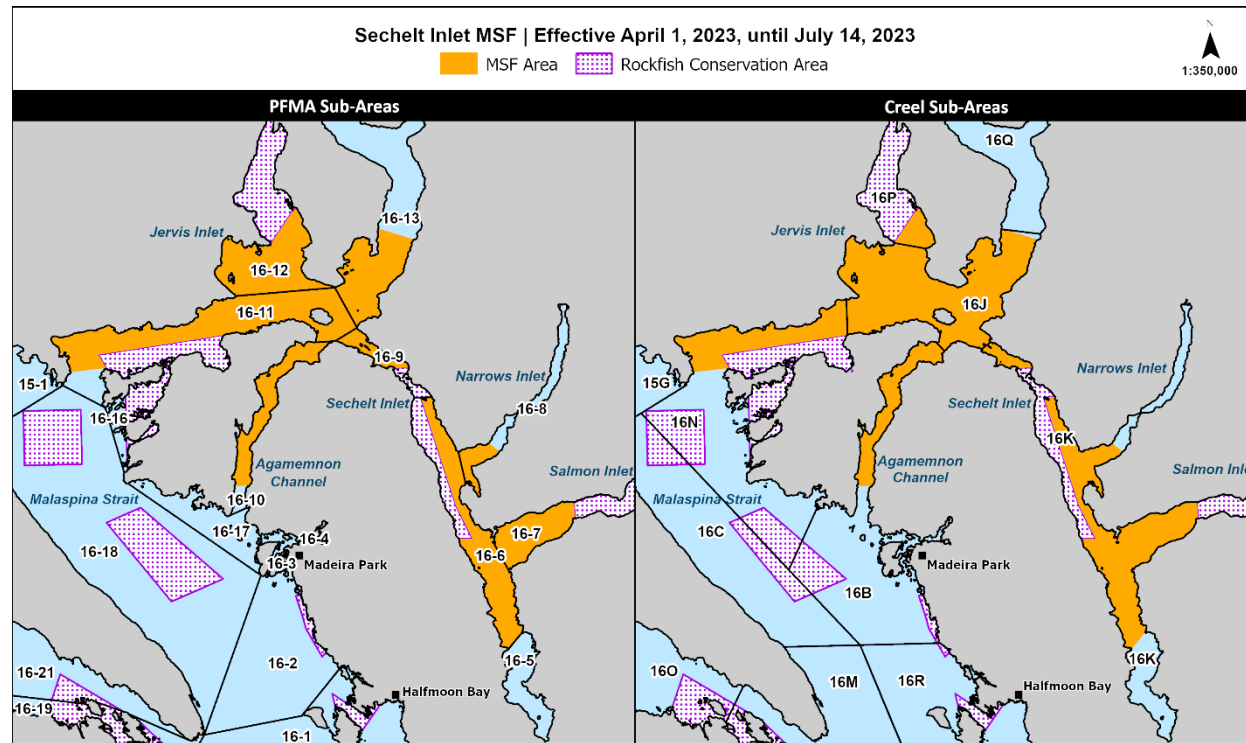 Sechelt Inlet MSF | Effective April 1, 2023, until July 14, 2023
MSF Area
Rockfish Conservation Area
N
1:350,000
PFMA Sub-Areas
16-13
Jervis Inlet
16-12
16-11
16-9
15-1
Narrows Inlet
Sechelt Inlet
16-8
16-16
Agamemnon
Channel
Salmon Inlet
Malaspina Strait
16-10
16-17
16-4
16-7
16-18
16-6
16-3
Madeira Park
16-2
16-5
16-21
Halfmoon Bay
16-19
16-1
Creel Sub-Areas
16Q
16P
Jervis Inlet
16J
15G
Narrows Inlet
Sechelt Inlet
16N
16K
Agamemnon
Channel
Salmon Inle
Malaspina Strait
16C
Madeira Park
16B
16K
16O
16M
16R
Halfmoon Bay